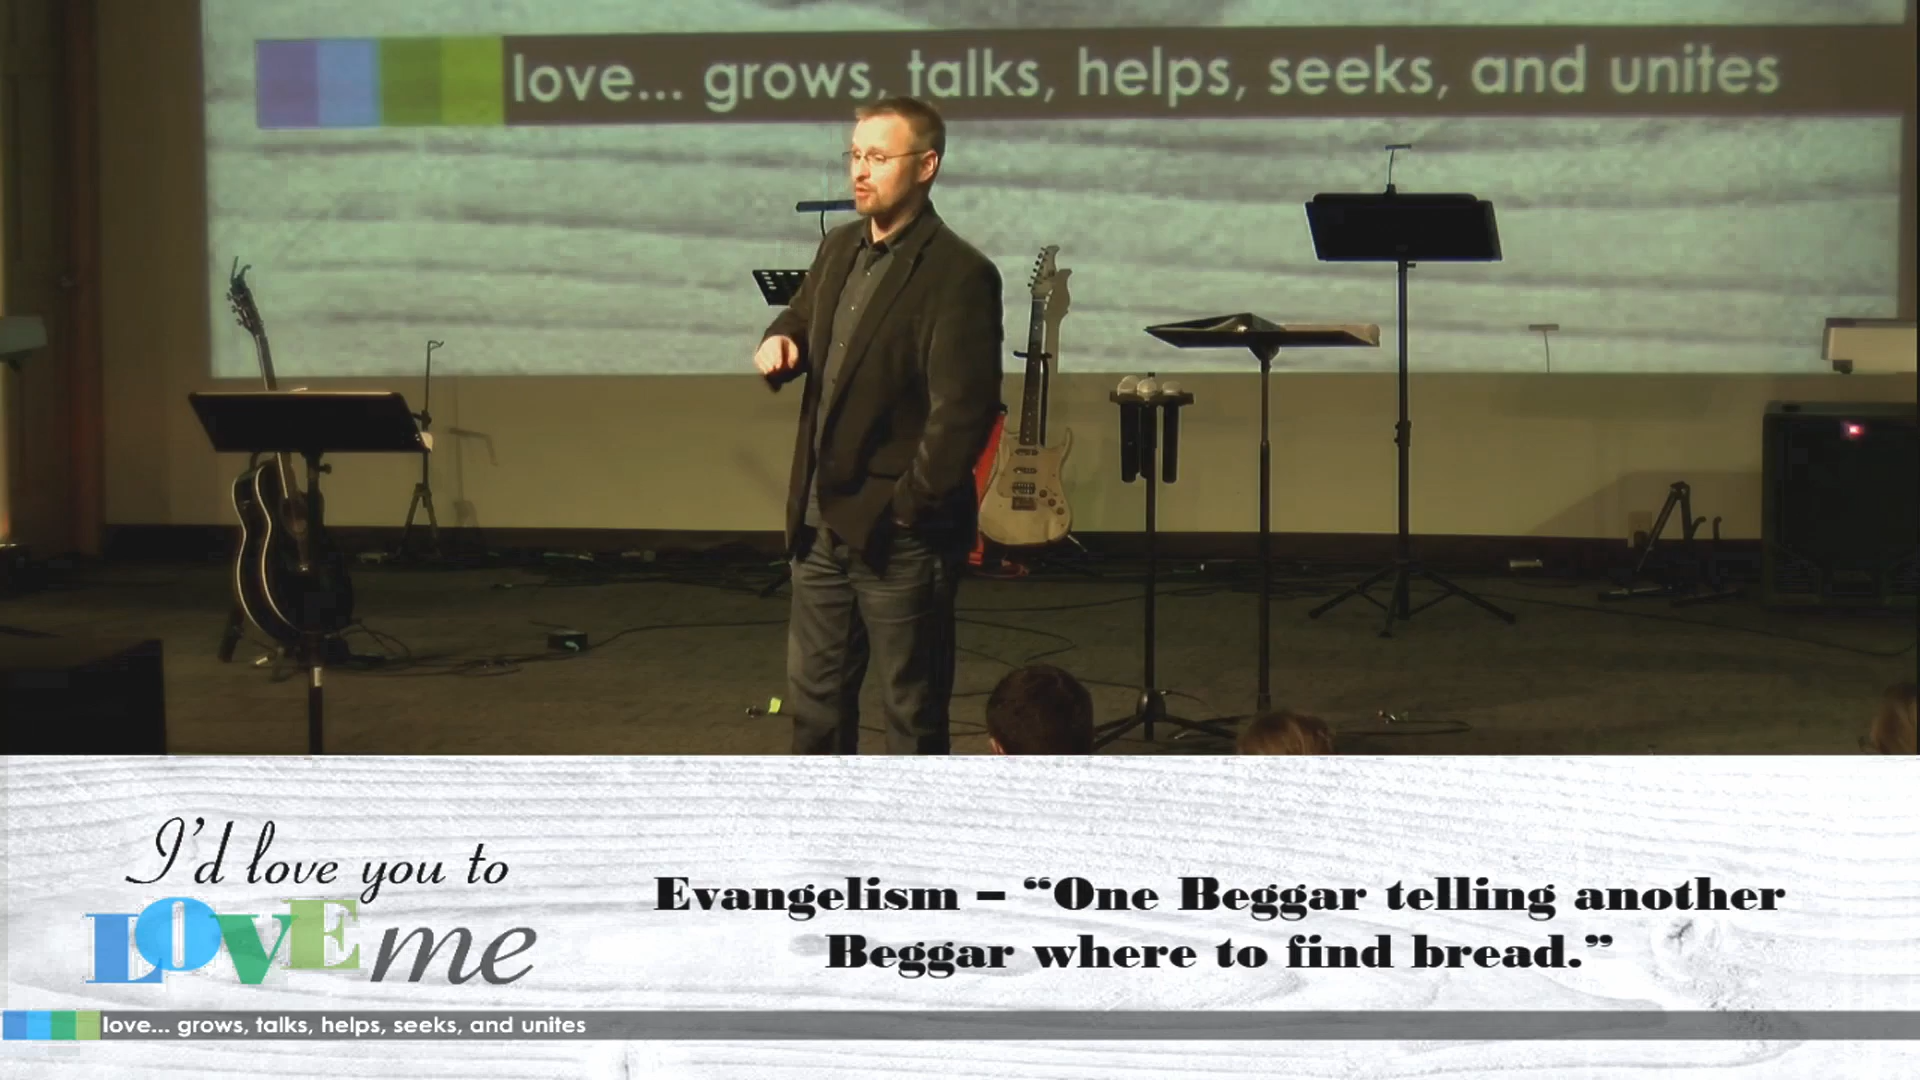 love... grows, talks, helps, seeks, and unites
I'd love you to
LOVE me
Evangelism – “One Beggar telling another
Beggar where to find bread.”
love... grows, talks, helps, seeks, and unites